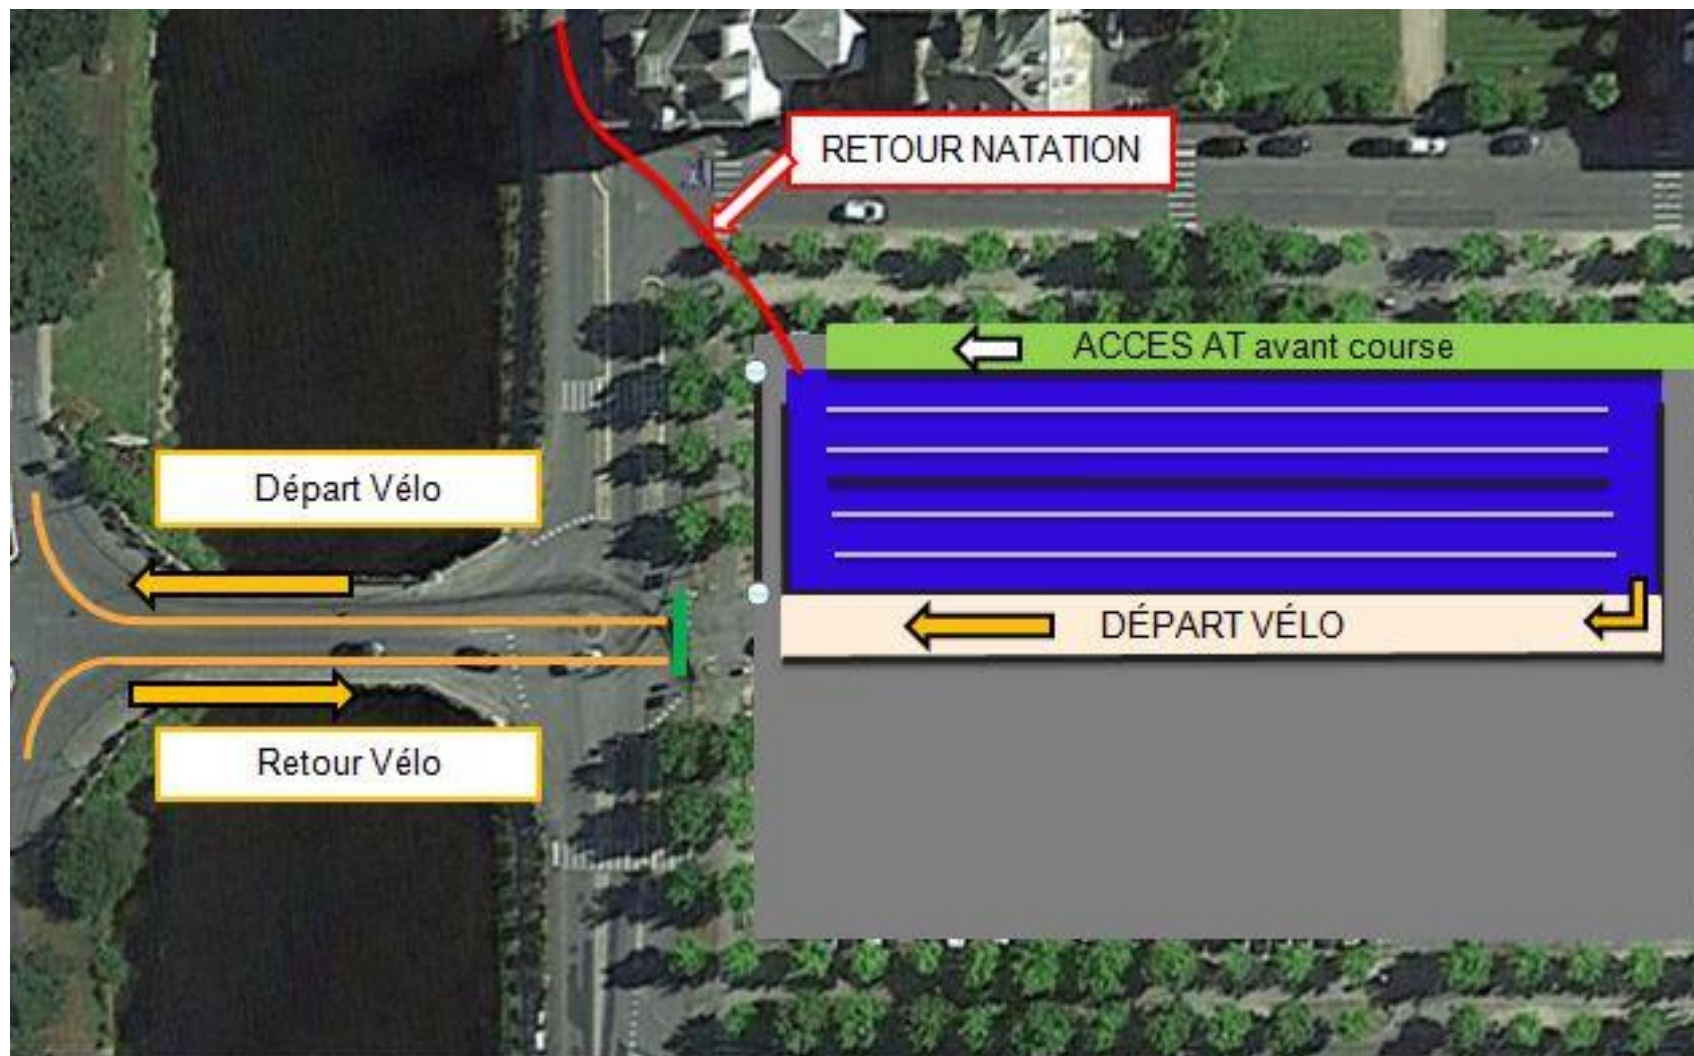 RETOUR NATATION
ACCES AT avant course
Départ Vélo
DÉPART VÉLO
Retour Vélo